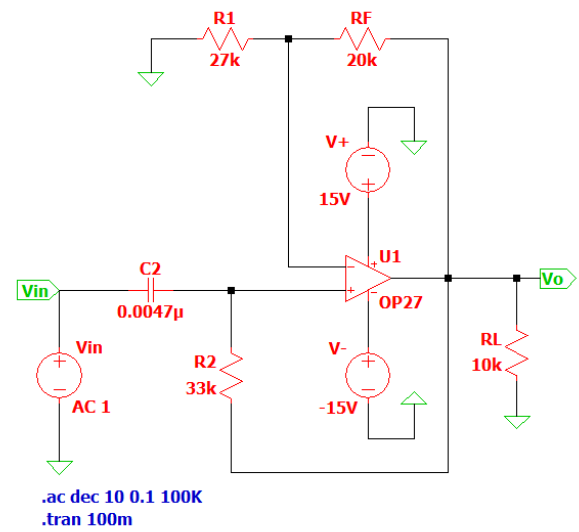 R1
RF
27k
20k
V+
15V
U1
OP27
C2
0.0047µ
Vin
Vo
Vin
AC 1
R2
33k
V-
-15V
RL
10k
.ac dec 10 0.1 100K
.tran 100m